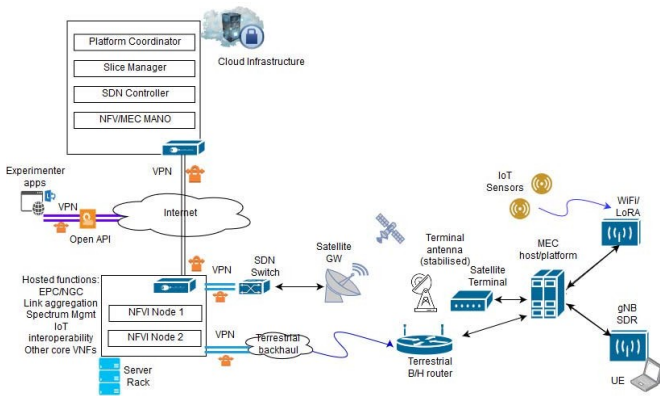 Platform Coordinator
Slice Manager
SDN Controller
NFV/MEC MANO
Cloud Infrastructure
VPN
Experimenter
apps
VPN
Open API
Internet
IoT
Sensors
WiFi/
LoRA
Hosted functions:
EPC/NGC
Link aggregation
Spectrum Mgmt
IoT
interoperability
Other core VNFs
NFVI Node 1
NFVI Node 2
Server
Rack
VPN
SDN
Switch
Satellite
GW
VPN
Terrestrial
backhaul
Terminal
antenna
(stabilised)
Satellite
Terminal
MEC
host/platform
Terrestrial
B/H router
gNB
SDR
UE